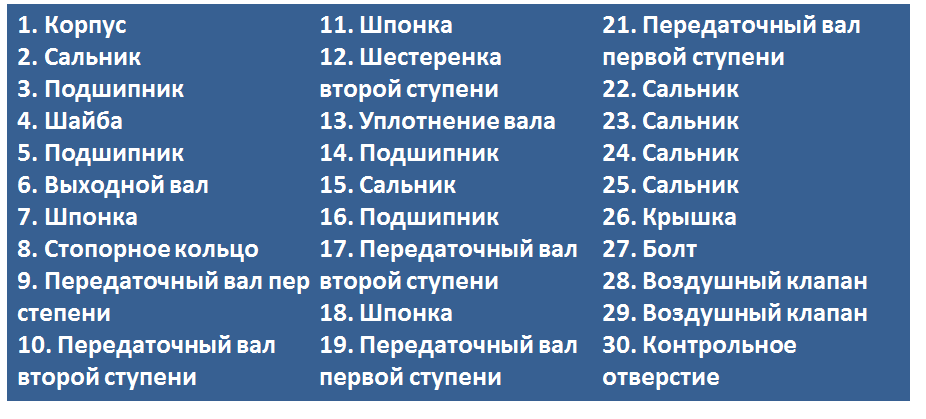 1. Корпус
2. Сальник
3. Подшипник
4. Шайба
5. Подшипник
6. Выходной вал
7. Шпонка
8. Стопорное кольцо
9. Передаточный вал пер
степени
10. Передаточный вал
второй ступени
11. Шпонка
12. Шестеренка
второй ступени
13. Уплотнение вала
14. Подшипник
15. Сальник
16. Подшипник
17. Передаточный вал
второй ступени
18. Шпонка
19. Передаточный вал
первой ступени
21. Передаточный вал
первой ступени
22. Сальник
23. Сальник
24. Сальник
25. Сальник
26. Крышка
27. Болт
28. Воздушный клапан
29. Воздушный клапан
30. Контрольное
отверстие